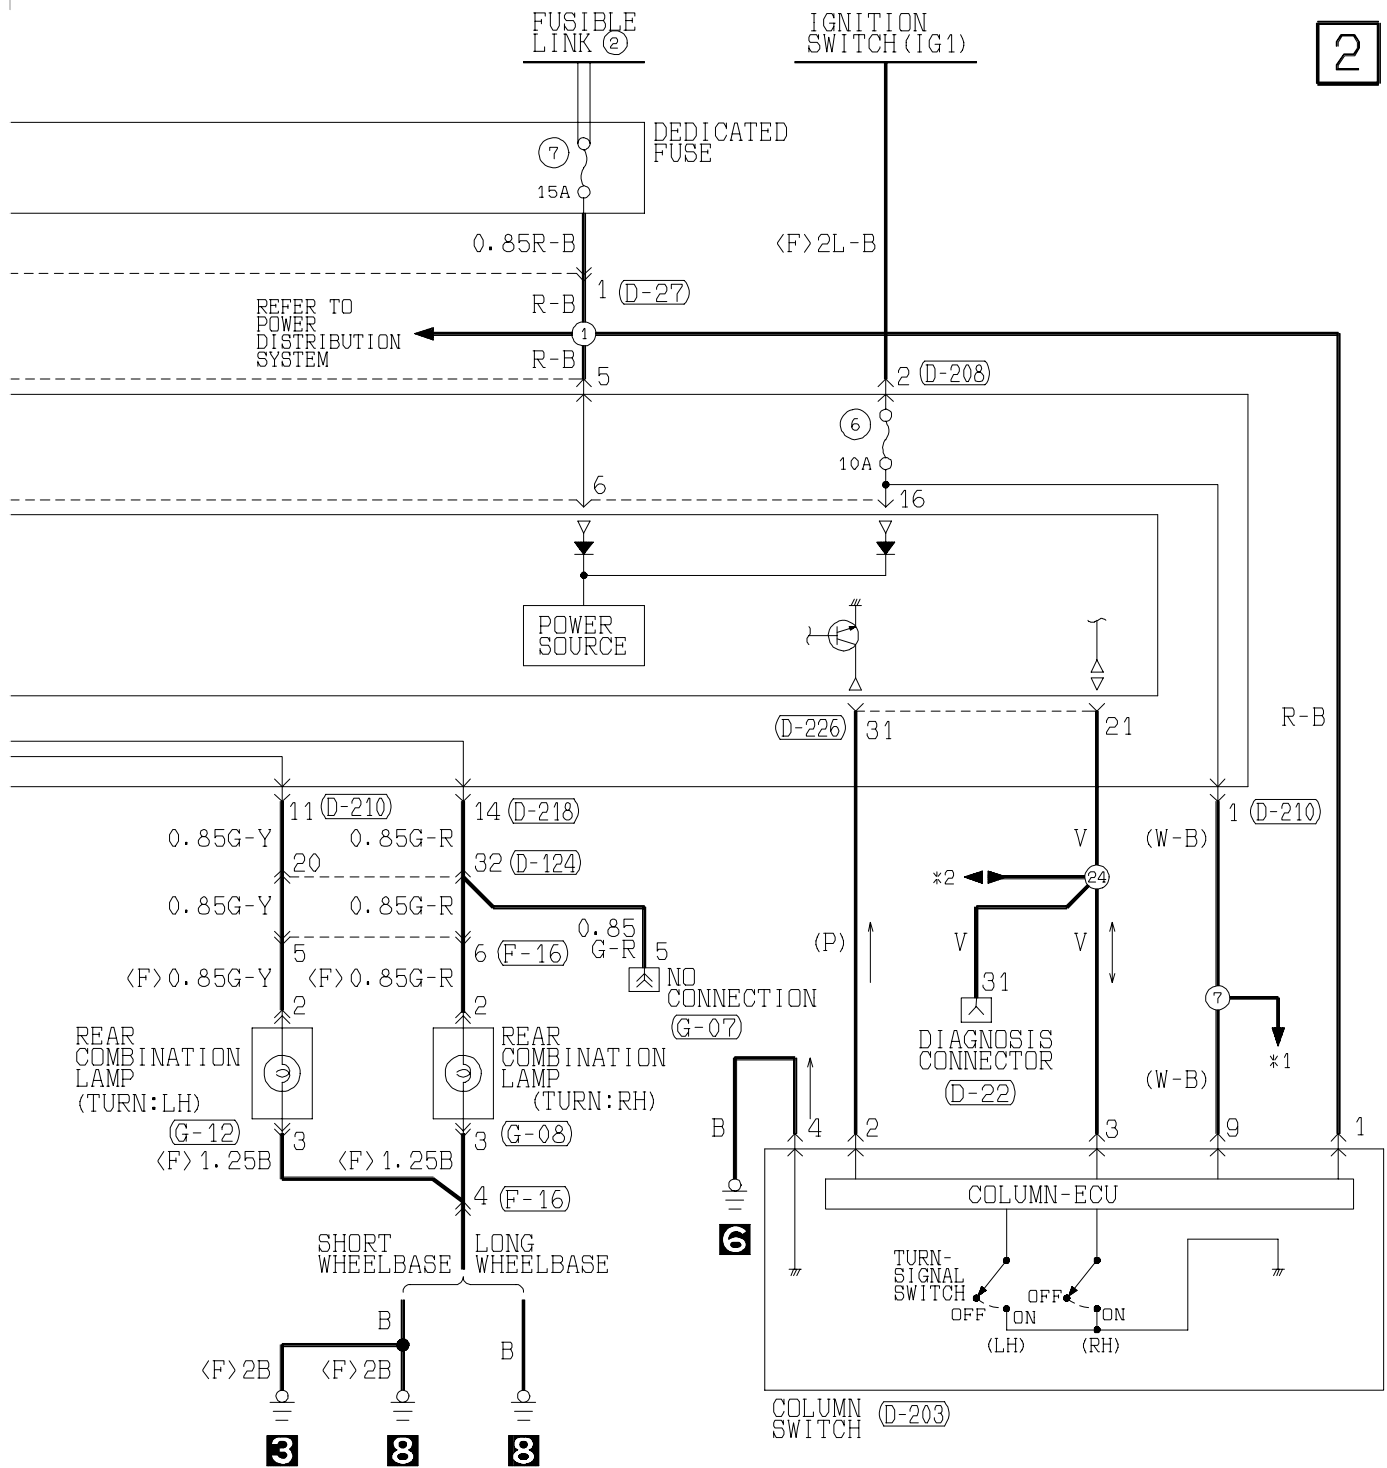 FUSIBLE
LINK ②
IGNITION
SWITCH(IG1)
2
DEDICATED
FUSE
7
15A
0.85R-B
<F>2L-B
1 (D-27)
R-B
REFER TO
POWER
DISTRIBUTION
SYSTEM
1
R-B
5
2 (D-208)
6
10A
6
16
POWER
SOURCE
(D-226) 31
21
R-B
11 (D-210)
14 (D-218)
1 (D-210)
0.85G-Y
0.85G-R
V
(W-B)
20
32 (D-124)
*2
24
0.85G-Y
0.85G-R
0.85
G-R
5
(P)
V
V
5
6 (F-16)
<F>0.85G-Y
<F>0.85G-R
NO
CONNECTION
(G-07)
31
7
2
2
REAR
COMBINATION
LAMP
(TURN:LH)
REAR
COMBINATION
LAMP
(TURN:RH)
DIAGNOSIS
CONNECTOR
(D-22)
*1
(W-B)
(G-12) 3
3 (G-08)
B
4
2
3
9
1
<F>1.25B
<F>1.25B
4 (F-16)
COLUMN-ECU
6
SHORT
WHEELBASE
LONG
WHEELBASE
TURN-
SIGNAL
SWITCH
OFF
ON
(LH)
OFF
ON
(RH)
B
B
<F>2B
<F>2B
3
8
8
COLUMN
SWITCH
(D-203)